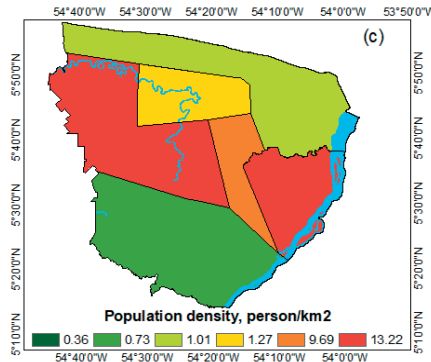 54°40'0"W 54°30'0"W 54°20'0"W 54°10'0"W 54°0'0"W 53°50'0"W
(c)
5°50'0"N 5°50'0"N
5°40'0"N 5°40'0"N
5°30'0"N 5°30'0"N
5°20'0"N 5°20'0"N
5°10'0"N 5°10'0"N
Population density, person/km2
0.36 0.73 1.01 1.27 9.69 13.22
54°40'0"W 54°30'0"W 54°20'0"W 54°10'0"W 54°0'0"W